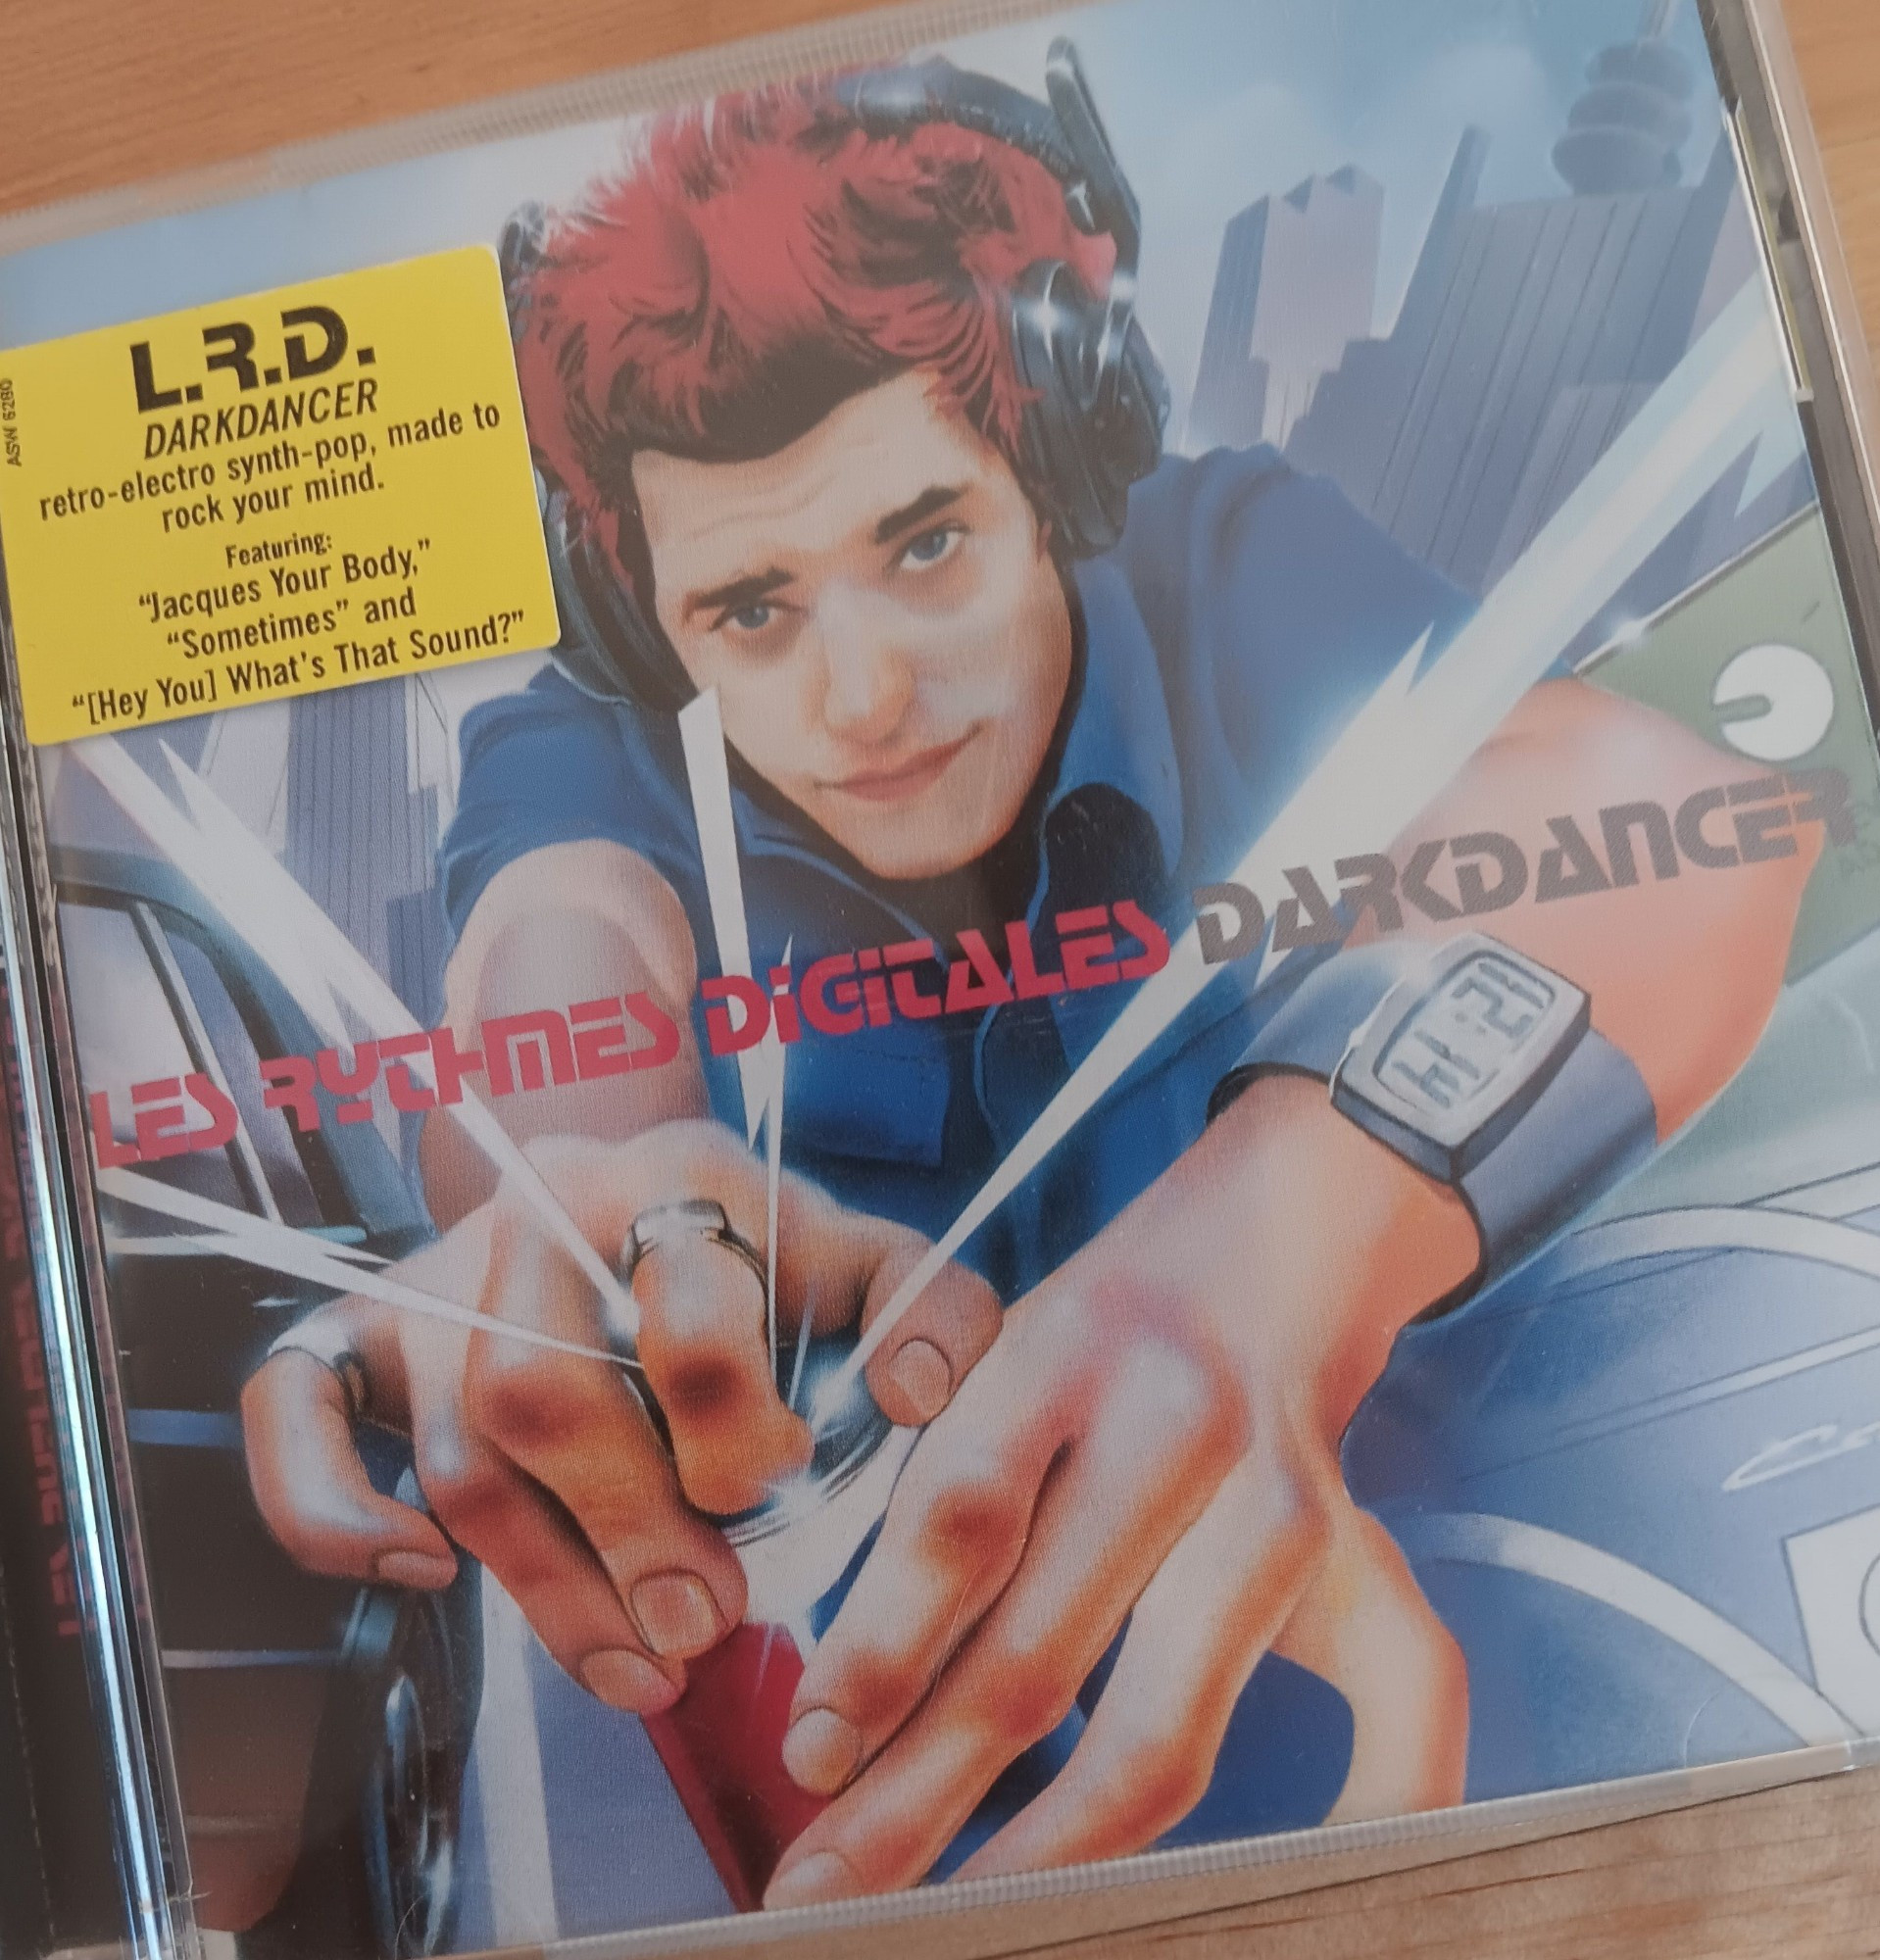 L.R.D.
DARKDANCER
retro-electro synth-pop, made to
rock your mind.
Featuring:
“Jacques Your Body,”
“Sometimes” and
“[Hey You] What's That Sound?”
ASW 6280
LES RYTHMES DiGiTALES DARKDANCER